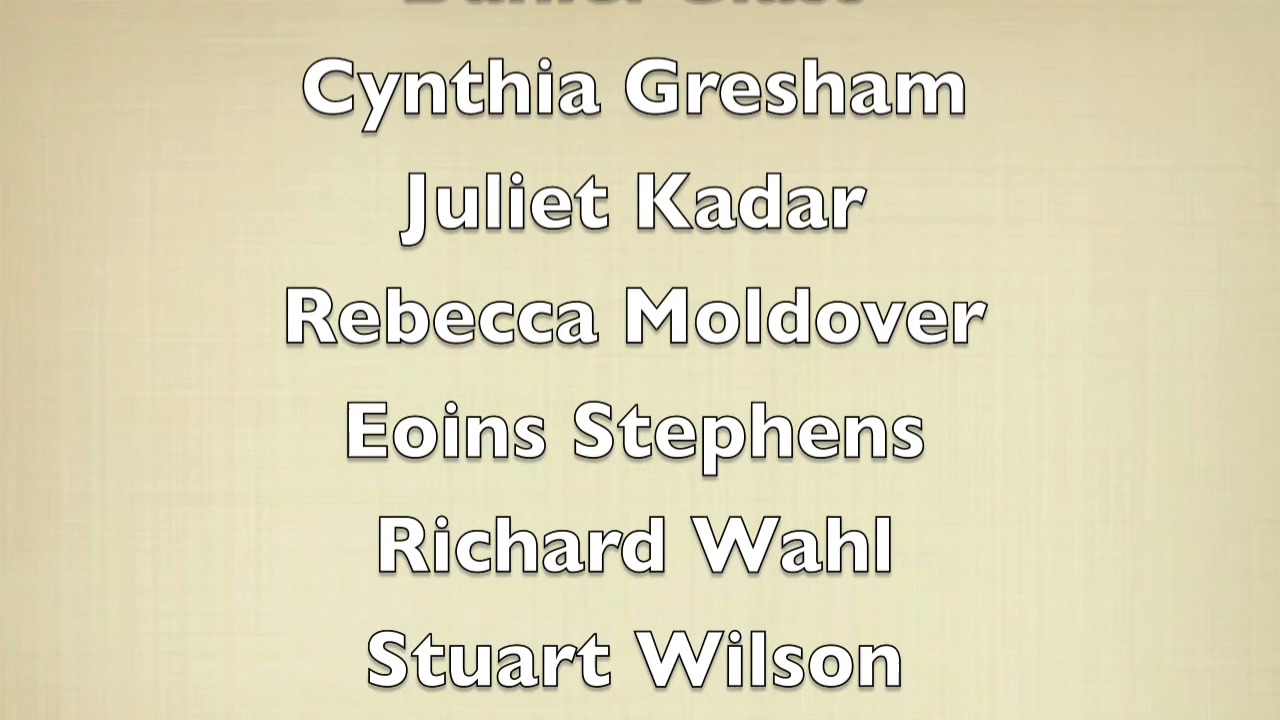 Cynthia Gresham
Juliet Kadar
Rebecca Moldover
Eoins Stephens
Richard Wahl
Stuart Wilson